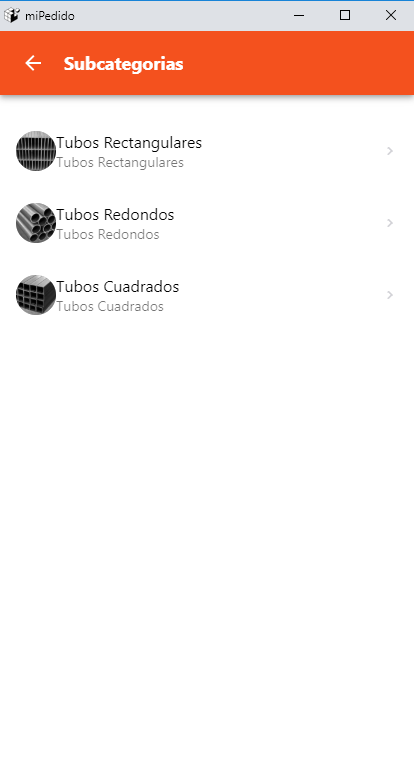 miPedido
Subcategorias
Tubos Rectangulares
Tubos Rectangulares
Tubos Redondos
Tubos Redondos
Tubos Cuadrados
Tubos Cuadrados